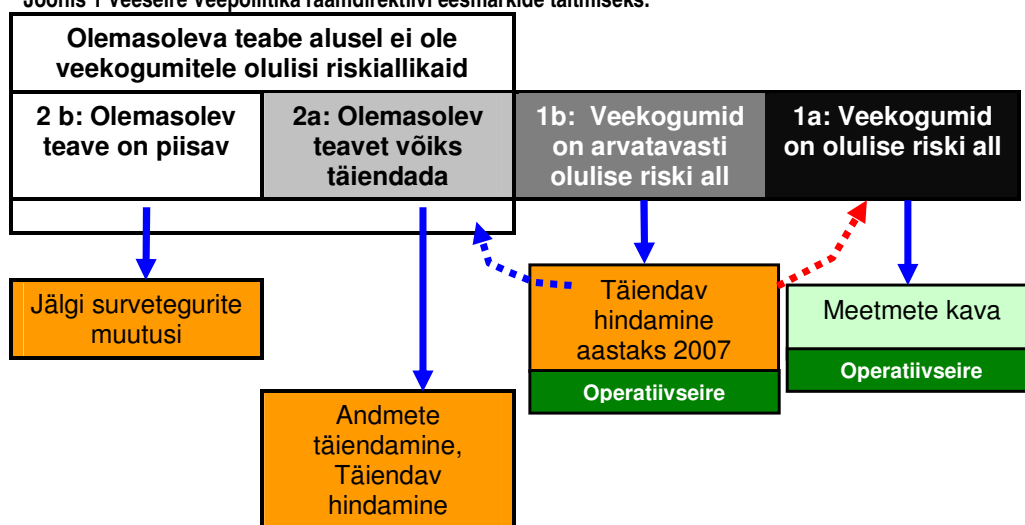 Joonis 1 Veeseire Veepoliitika raamdirektiivi eesmärkide täitmiseks.
Olemasoleva teabe alusel ei ole
veekogumitele olulisi riskiallikaid
2 b: Olemasolev
teave on piisav
2a: Olemasolev
teavet võiks
täiendada
1b: Veekogumid
on arvatavasti
olulise riski all
1a: Veekogumid
on olulise riski all
Jälgi survetegurite
muutusi
Andmete
täiendamine,
Täiendav
hindamine
Täiendav
hindamine
aastaks 2007
Operatiivseire
Meetmete kava
Operatiivseire